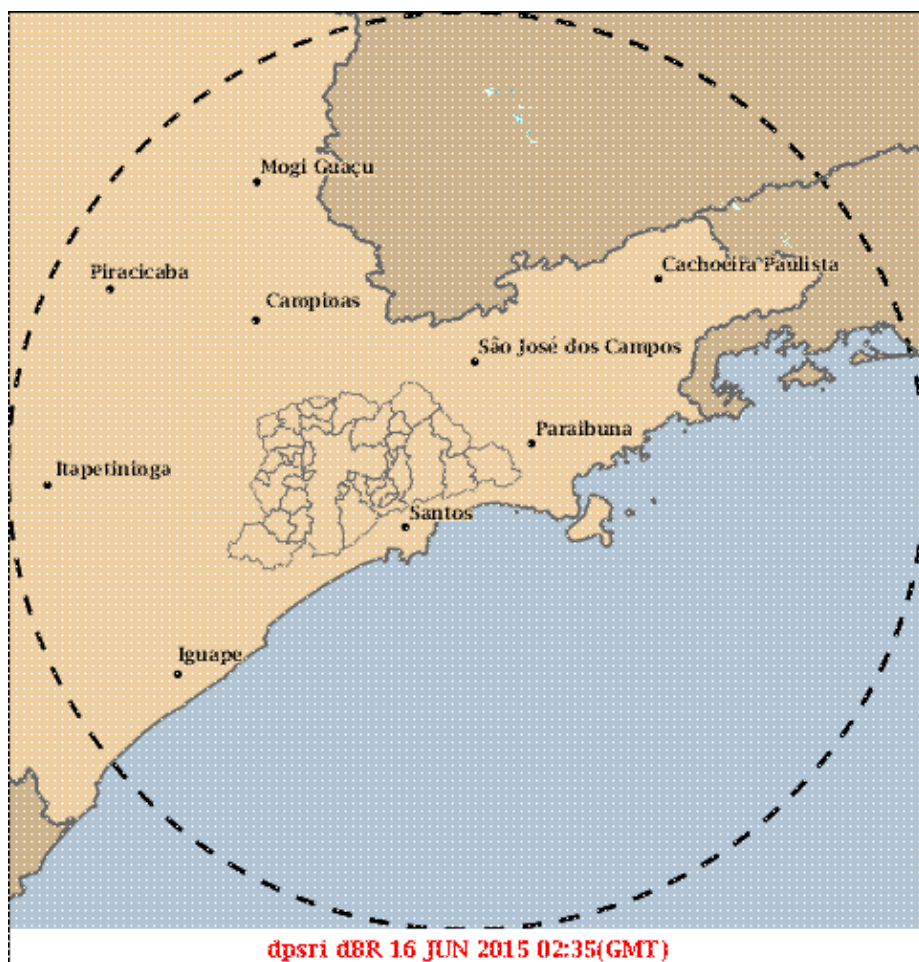 Mogi Guaçu
Piracicaba
Cachoeira Paulista
Campinas
São José dos Campos
Paraibuna
Itapetininga
Santos
Iguape
dpsri dBR 16 JUN 2015 02:35(GMT)